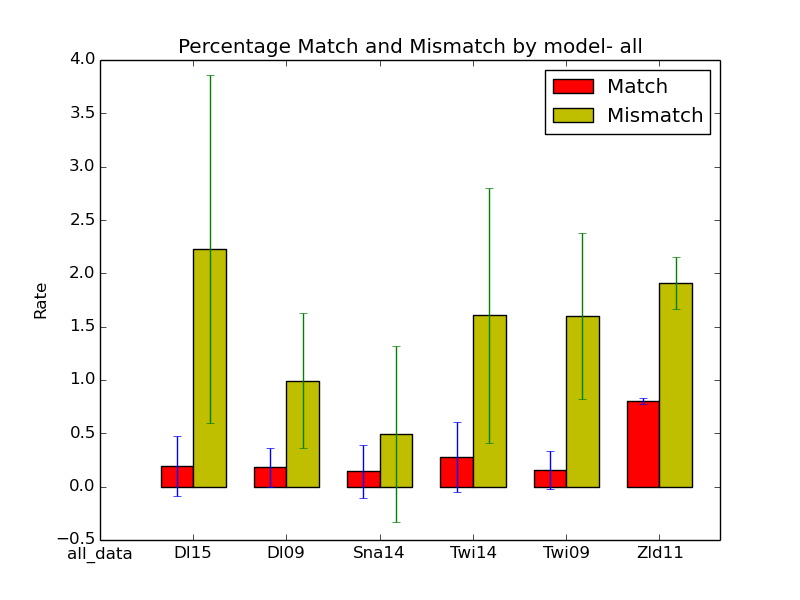 Percentage Match and Mismatch by model- all
4.0
3.5
3.0
2.5
2.0
1.5
1.0
0.5
0.0
−0.5
Rate
Match
Mismatch
all_data Dl15 Dl09 Sna14 Twi14 Twi09 Zld11